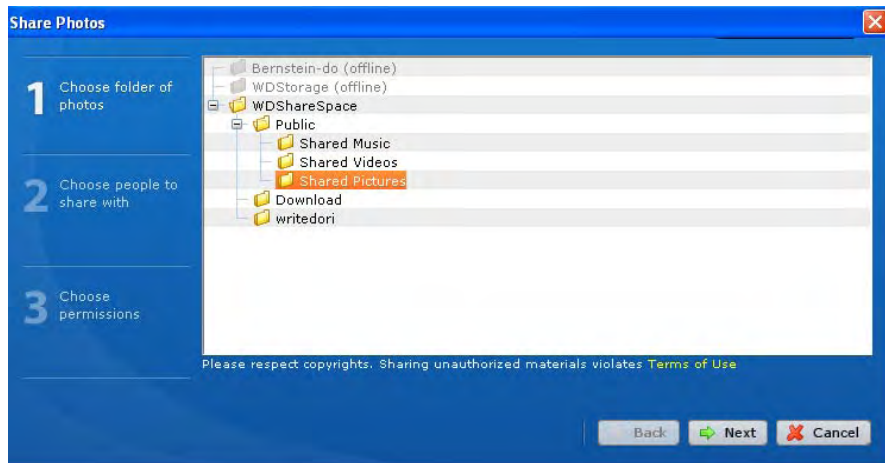 Share Photos
1 Choose folder of
photos
2 Choose people to
share with
3 Choose
permissions
Bernstein-do (offline)
WDStorage (offline)
WDShareSpace
Public
Shared Music
Shared Videos
Shared Pictures
Download
writedori
Please respect copyrights. Sharing unauthorized materials violates Terms of Use
Back Next Cancel